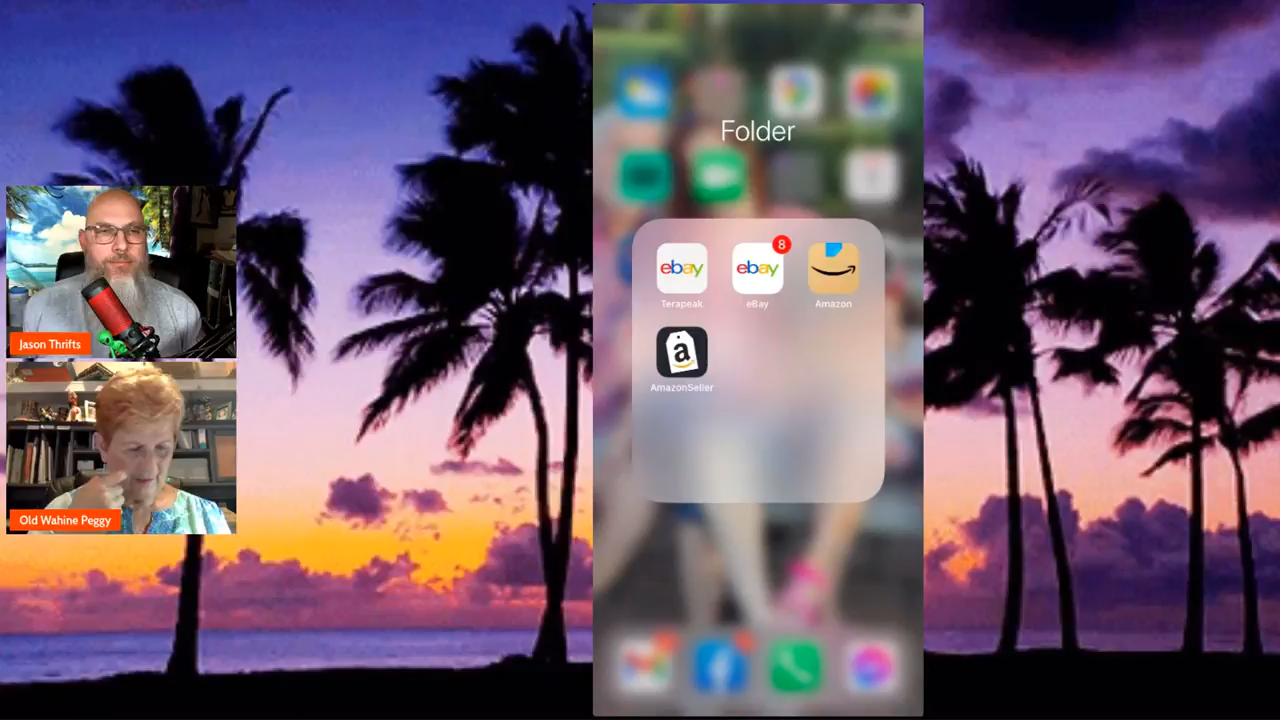 Folder
ebay
ebay
8
Terapeak
eBay
Amazon
a
AmazonSeller
Jason Thrifts
Old Wahine Peggy